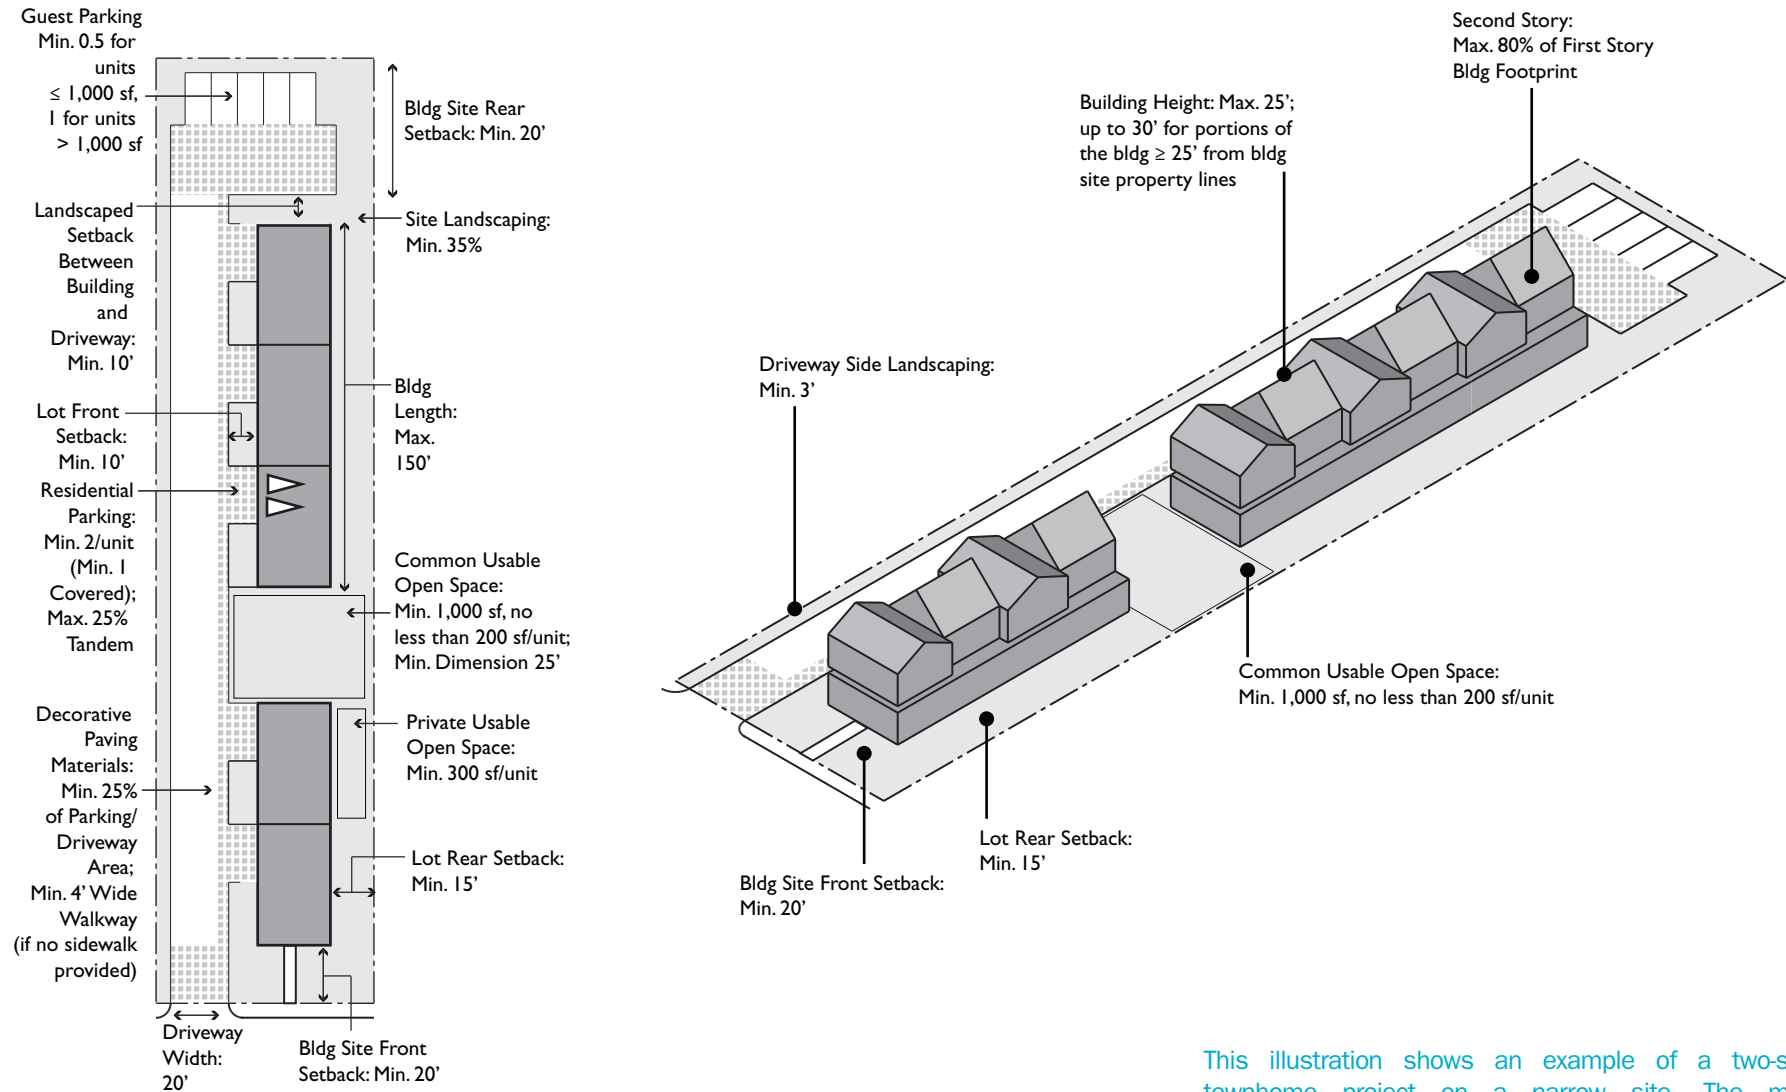 Guest Parking
Min. 0.5 for
units
≤ 1,000 sf,
1 for units
> 1,000 sf
Bldg Site Rear
Setback: Min. 20’
Landscaped
Setback
Between
Building
and
Driveway:
Min. 10’
Site Landscaping:
Min. 35%
Lot Front
Setback:
Min. 10’
Bldg
Length:
Max.
150’
Residential
Parking:
Min. 2/unit
(Min. 1
Covered);
Max. 25%
Tandem
Common Usable
Open Space:
Min. 1,000 sf, no
less than 200 sf/unit;
Min. Dimension 25’
Decorative
Paving
Materials:
Min. 25%
of Parking/
Driveway
Area;
Min. 4’ Wide
Walkway
(if no sidewalk
provided)
Private Usable
Open Space:
Min. 300 sf/unit
Lot Rear Setback:
Min. 15’
Driveway
Width:
20’
Bldg Site Front
Setback: Min. 20’
Second Story:
Max. 80% of First Story
Bldg Footprint
Building Height: Max. 25’;
up to 30’ for portions of
the bldg ≥ 25’ from bldg
site property lines
Driveway Side Landscaping:
Min. 3’
Common Usable Open Space:
Min. 1,000 sf, no less than 200 sf/unit
Lot Rear Setback:
Min. 15’
Bldg Site Front Setback:
Min. 20’
This illustration shows an example of a two-s
townhome project on a narrow site. The m